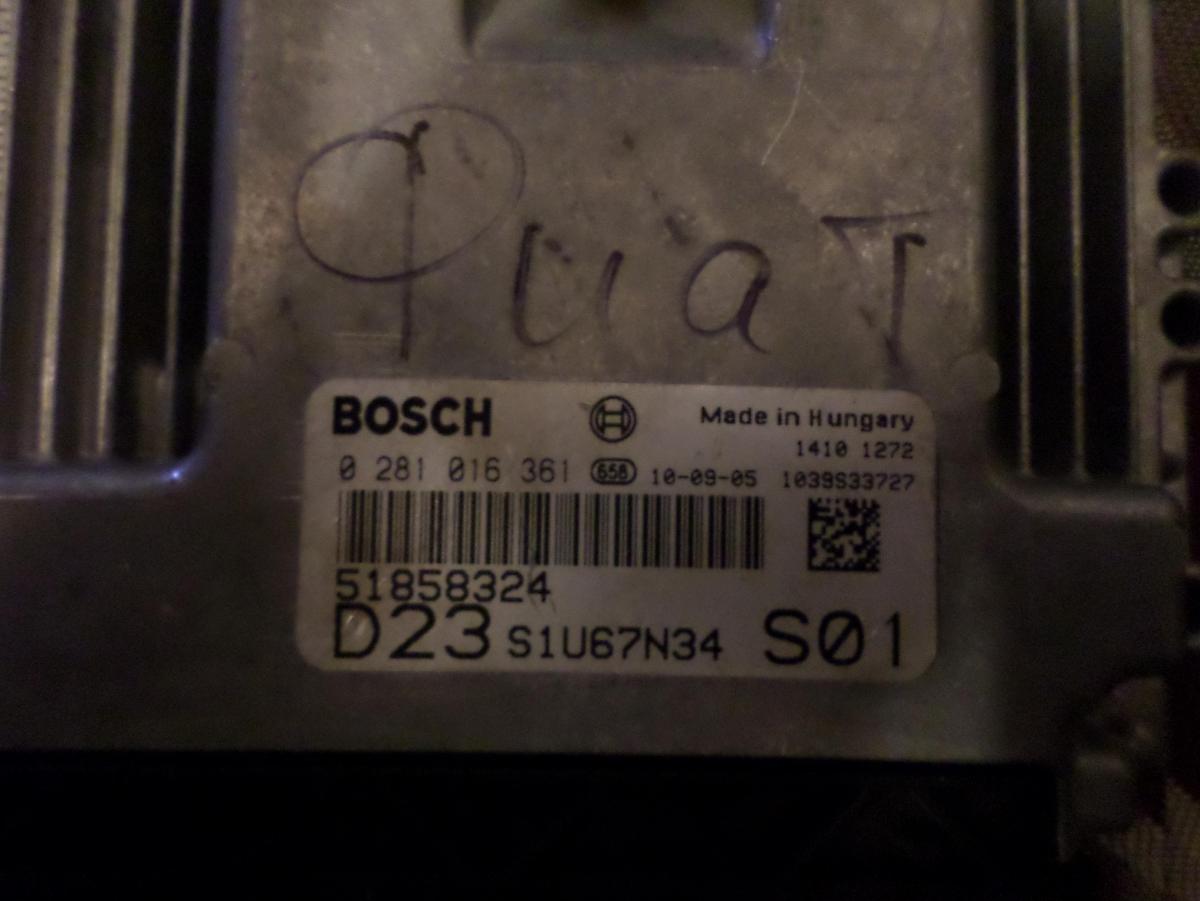 Фиат
BOSCH Made in Hungary
1410 1272
0 281 016 361 656 10-09-05 1039S33727
51858324
D23 S1U67N34 S01